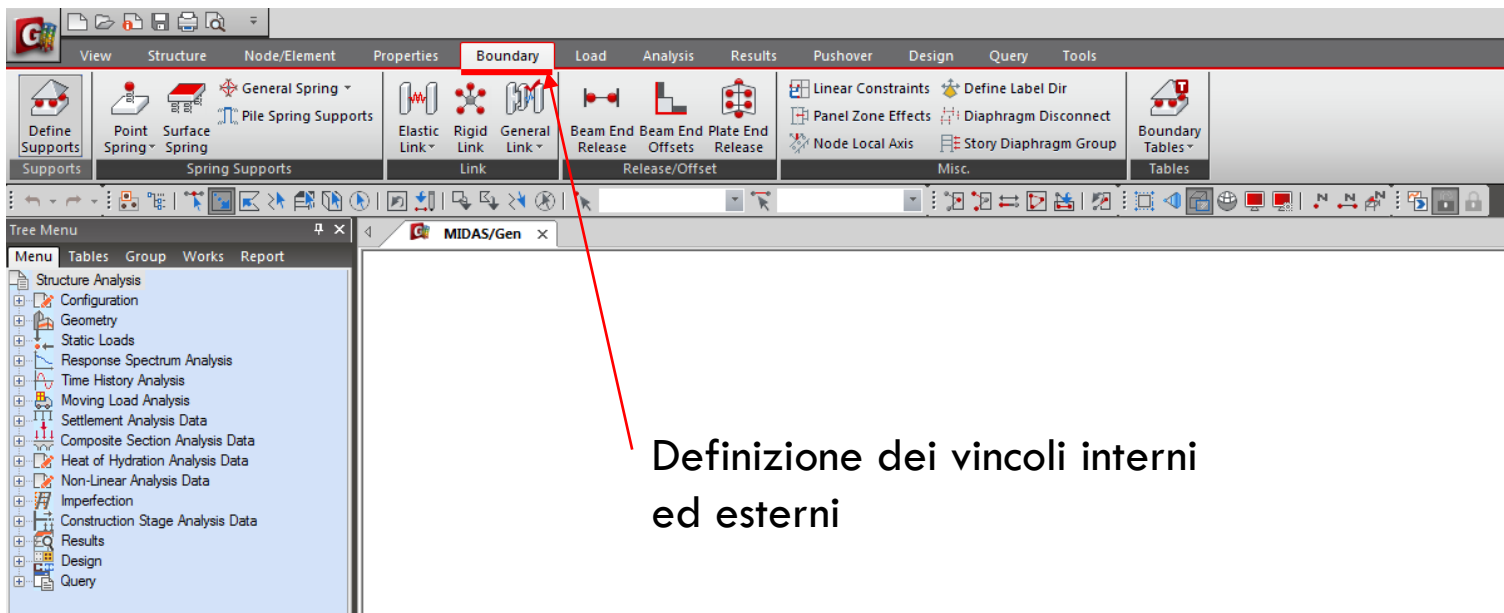 View Structure Node/Element Properties Boundary Load Analysis Results Pushover Design Query Tools
Define Supports
Point Spring
Surface Spring
General Spring
Pile Spring Supports
Elastic Link
Rigid Link
General Link
Beam End Release
Beam End Offsets
Plate End Release
Linear Constraints
Panel Zone Effects
Node Local Axis
Define Label Dir
Diaphragm Disconnect
Story Diaphragm Group
Boundary Tables
Supports Spring Supports Link Release/Offset Misc. Tables
Tree Menu
MIDAS/Gen
Menu Tables Group Works Report
Structure Analysis
Configuration
Geometry
Static Loads
Response Spectrum Analysis
Time History Analysis
Moving Load Analysis
Settlement Analysis Data
Composite Section Analysis Data
Heat of Hydration Analysis Data
Non-Linear Analysis Data
Imperfection
Construction Stage Analysis Data
Results
Design
Query
Definizione dei vincoli interni
ed esterni